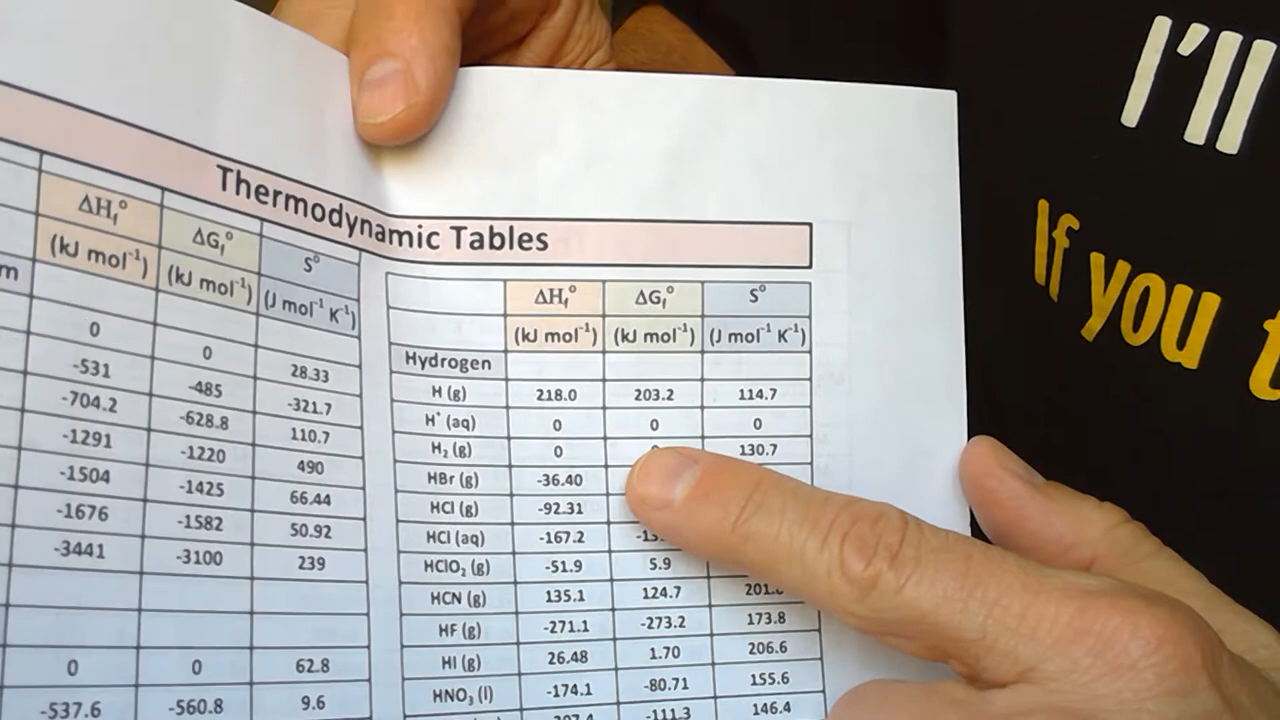 Thermodynamic Tables
ΔHf° ΔGf° S°
(kJ mol⁻¹) (kJ mol⁻¹) (J mol⁻¹ K⁻¹)
m
0 0 28.33
-531 -485 -321.7
-704.2 -628.8 110.7
-1291 -1220 490
-1504 -1425 66.44
-1676 -1582 50.92
-3441 -3100 239
0 0 62.8
-537.6 -560.8 9.6
ΔHf° ΔGf° S°
(kJ mol⁻¹) (kJ mol⁻¹) (J mol⁻¹ K⁻¹)
Hydrogen
H (g) 218.0 203.2 114.7
H⁺ (aq) 0 0 0
H₂ (g) 0 130.7
HBr (g) -36.40
HCl (g) -92.31
HCl (aq) -167.2
HClO₂ (g) -51.9 5.9
HCN (g) 135.1 124.7
HF (g) -271.1 -273.2 173.8
HI (g) 26.48 1.70 206.6
HNO₃ (l) -174.1 -80.71 155.6
-111.3 146.4
I'll
If you t